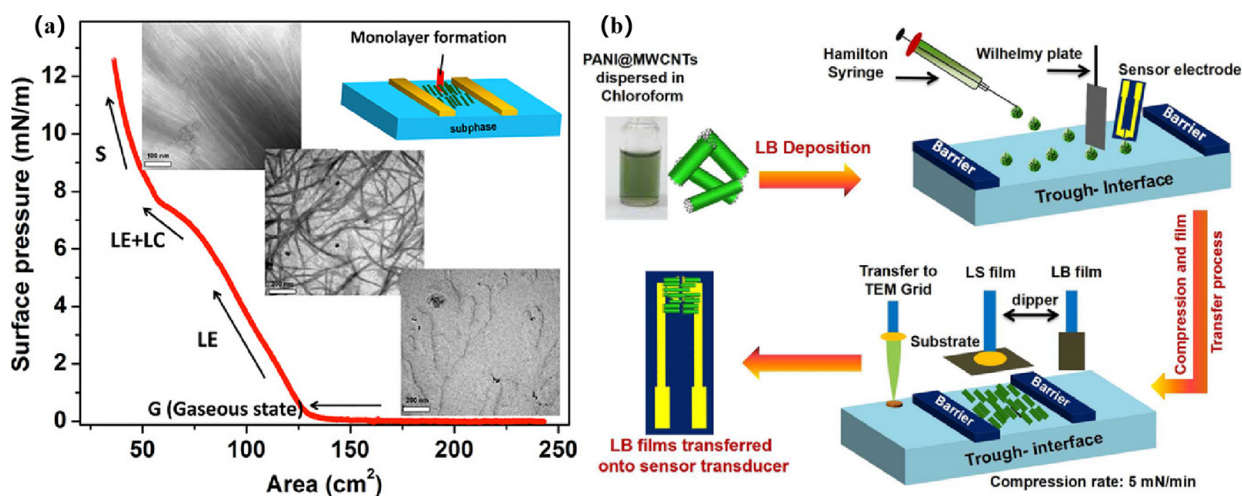 (a)
Surface pressure (mN/m)
12
10
8
6
4
2
0
50
100
150
200
250
Area (cm²)
S
LE+LC
LE
G (Gaseous state)
100 nm
200 nm
200 nm
Monolayer formation
subphase
(b)
PANI@MWCNTs
dispersed in
Chloroform
LB Deposition
Hamilton
Syringe
Wilhelmy plate
Sensor electrode
Barrier
Barrier
Trough- Interface
Compression and film
Transfer process
Transfer to
TEM Grid
LS film
LB film
dipper
Substrate
Barrier
Barrier
Trough- interface
Compression rate: 5 mN/min
LB films transferred
onto sensor transducer